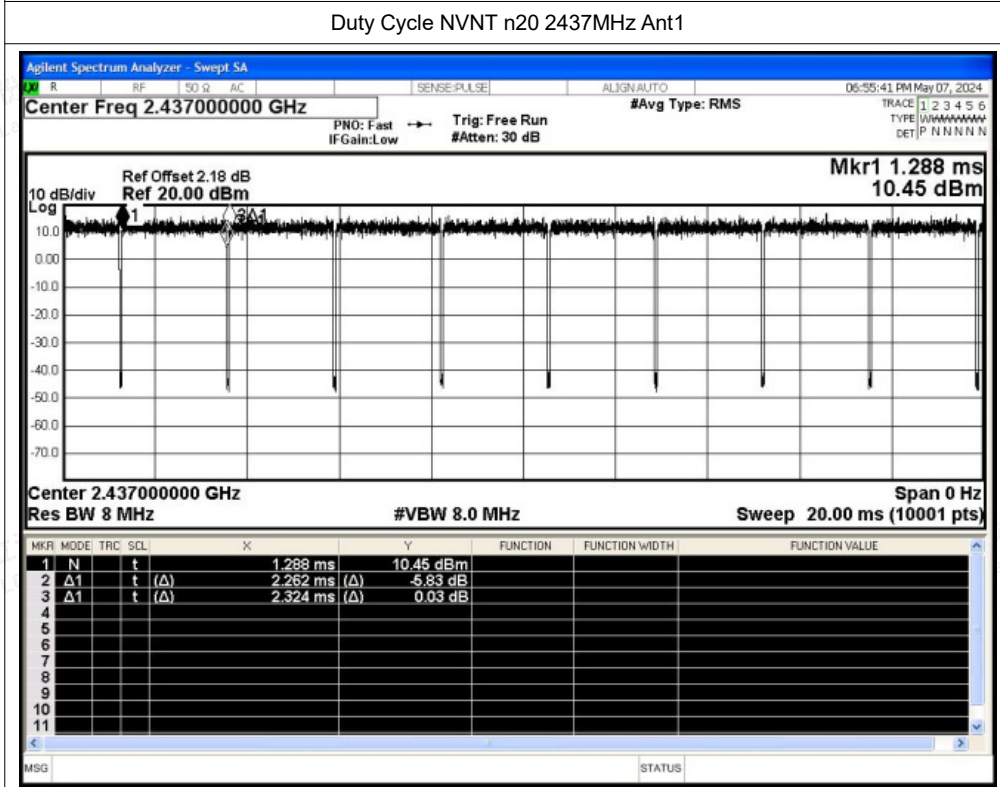 Duty Cycle NVNT n20 2437MHz Ant1
Agilent Spectrum Analyzer - Swept SA
R RF 50 Ω AC SENSE:PULSE ALIGNAUTO 06:55:41 PM May 07, 2024
Center Freq 2.437000000 GHz #Avg Type: RMS TRACE 1 2 3 4 5 6
PNO: Fast Trig: Free Run TYPE
IFGain:Low #Atten: 30 dB DET P N N N N N
Mkr1 1.288 ms
Ref Offset 2.18 dB
10 dB/div Ref 20.00 dBm 10.45 dBm
Log
1 3Δ1
10.0
0.00
-10.0
-20.0
-30.0
-40.0
-50.0
-60.0
-70.0
Center 2.437000000 GHz Span 0 Hz
Res BW 8 MHz #VBW 8.0 MHz Sweep 20.00 ms (10001 pts)
MKR MODE TRC SCL X Y FUNCTION FUNCTION WIDTH FUNCTION VALUE
1 N t 1.288 ms 10.45 dBm
2 Δ1 t (Δ) 2.262 ms (Δ) -5.83 dB
3 Δ1 t (Δ) 2.324 ms (Δ) 0.03 dB
4
5
6
7
8
9
10
11
MSG STATUS